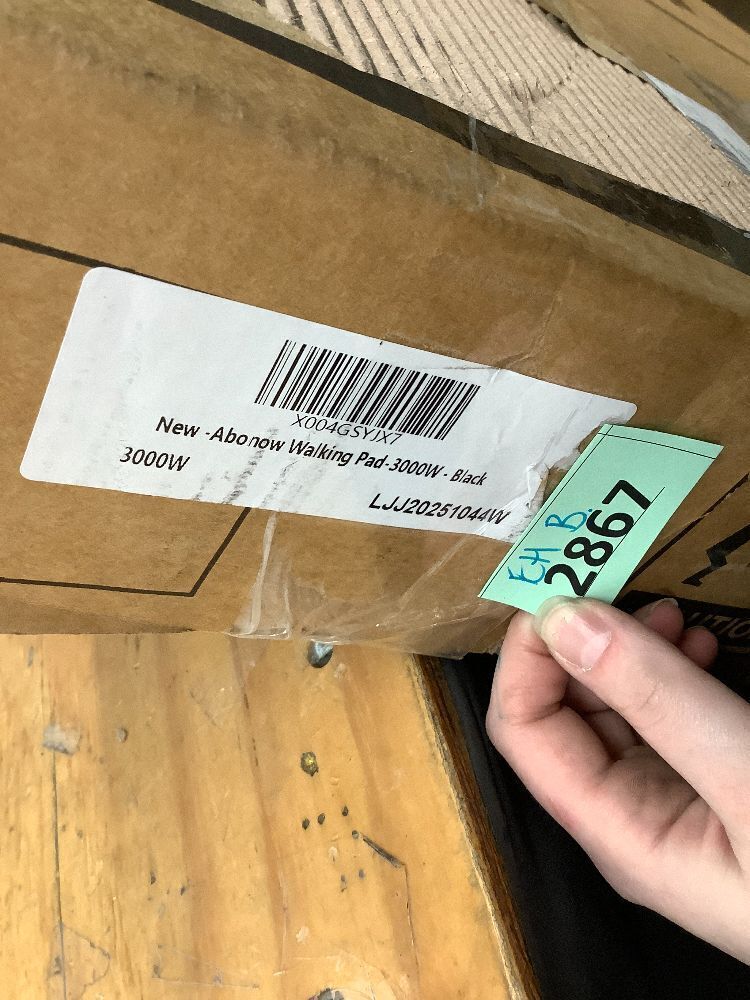 X004GSYJX7
New -Abonow Walking Pad-3000W - Black
3000W
LJJ20251044W
EH B.
2867